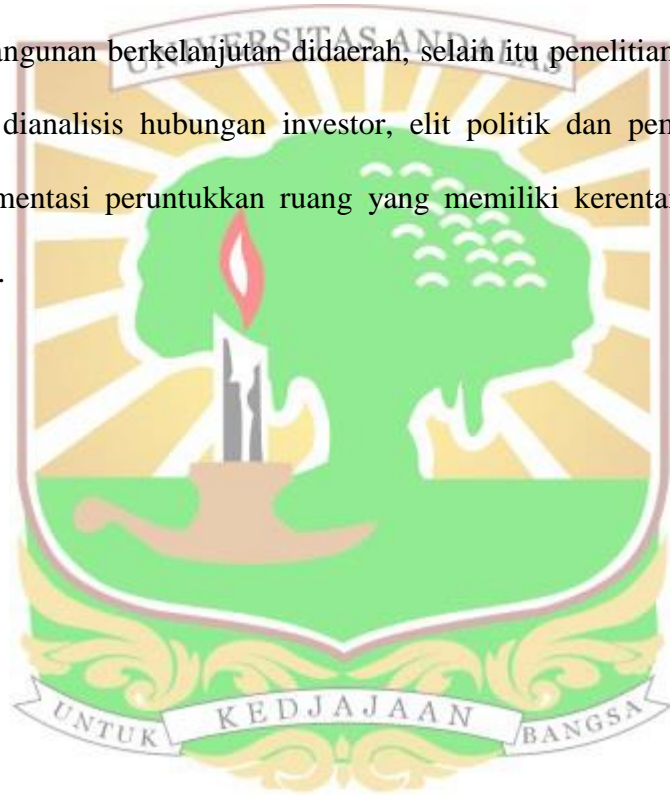 UNIVERSITAS ANDALAS
angunan berkelanjutan didaerah, selain itu penelitian
dianalisis hubungan investor, elit politik dan pen
mentasi peruntukkan ruang yang memiliki kerenta
.
UNTUK KEDJAJAAN BANGSA